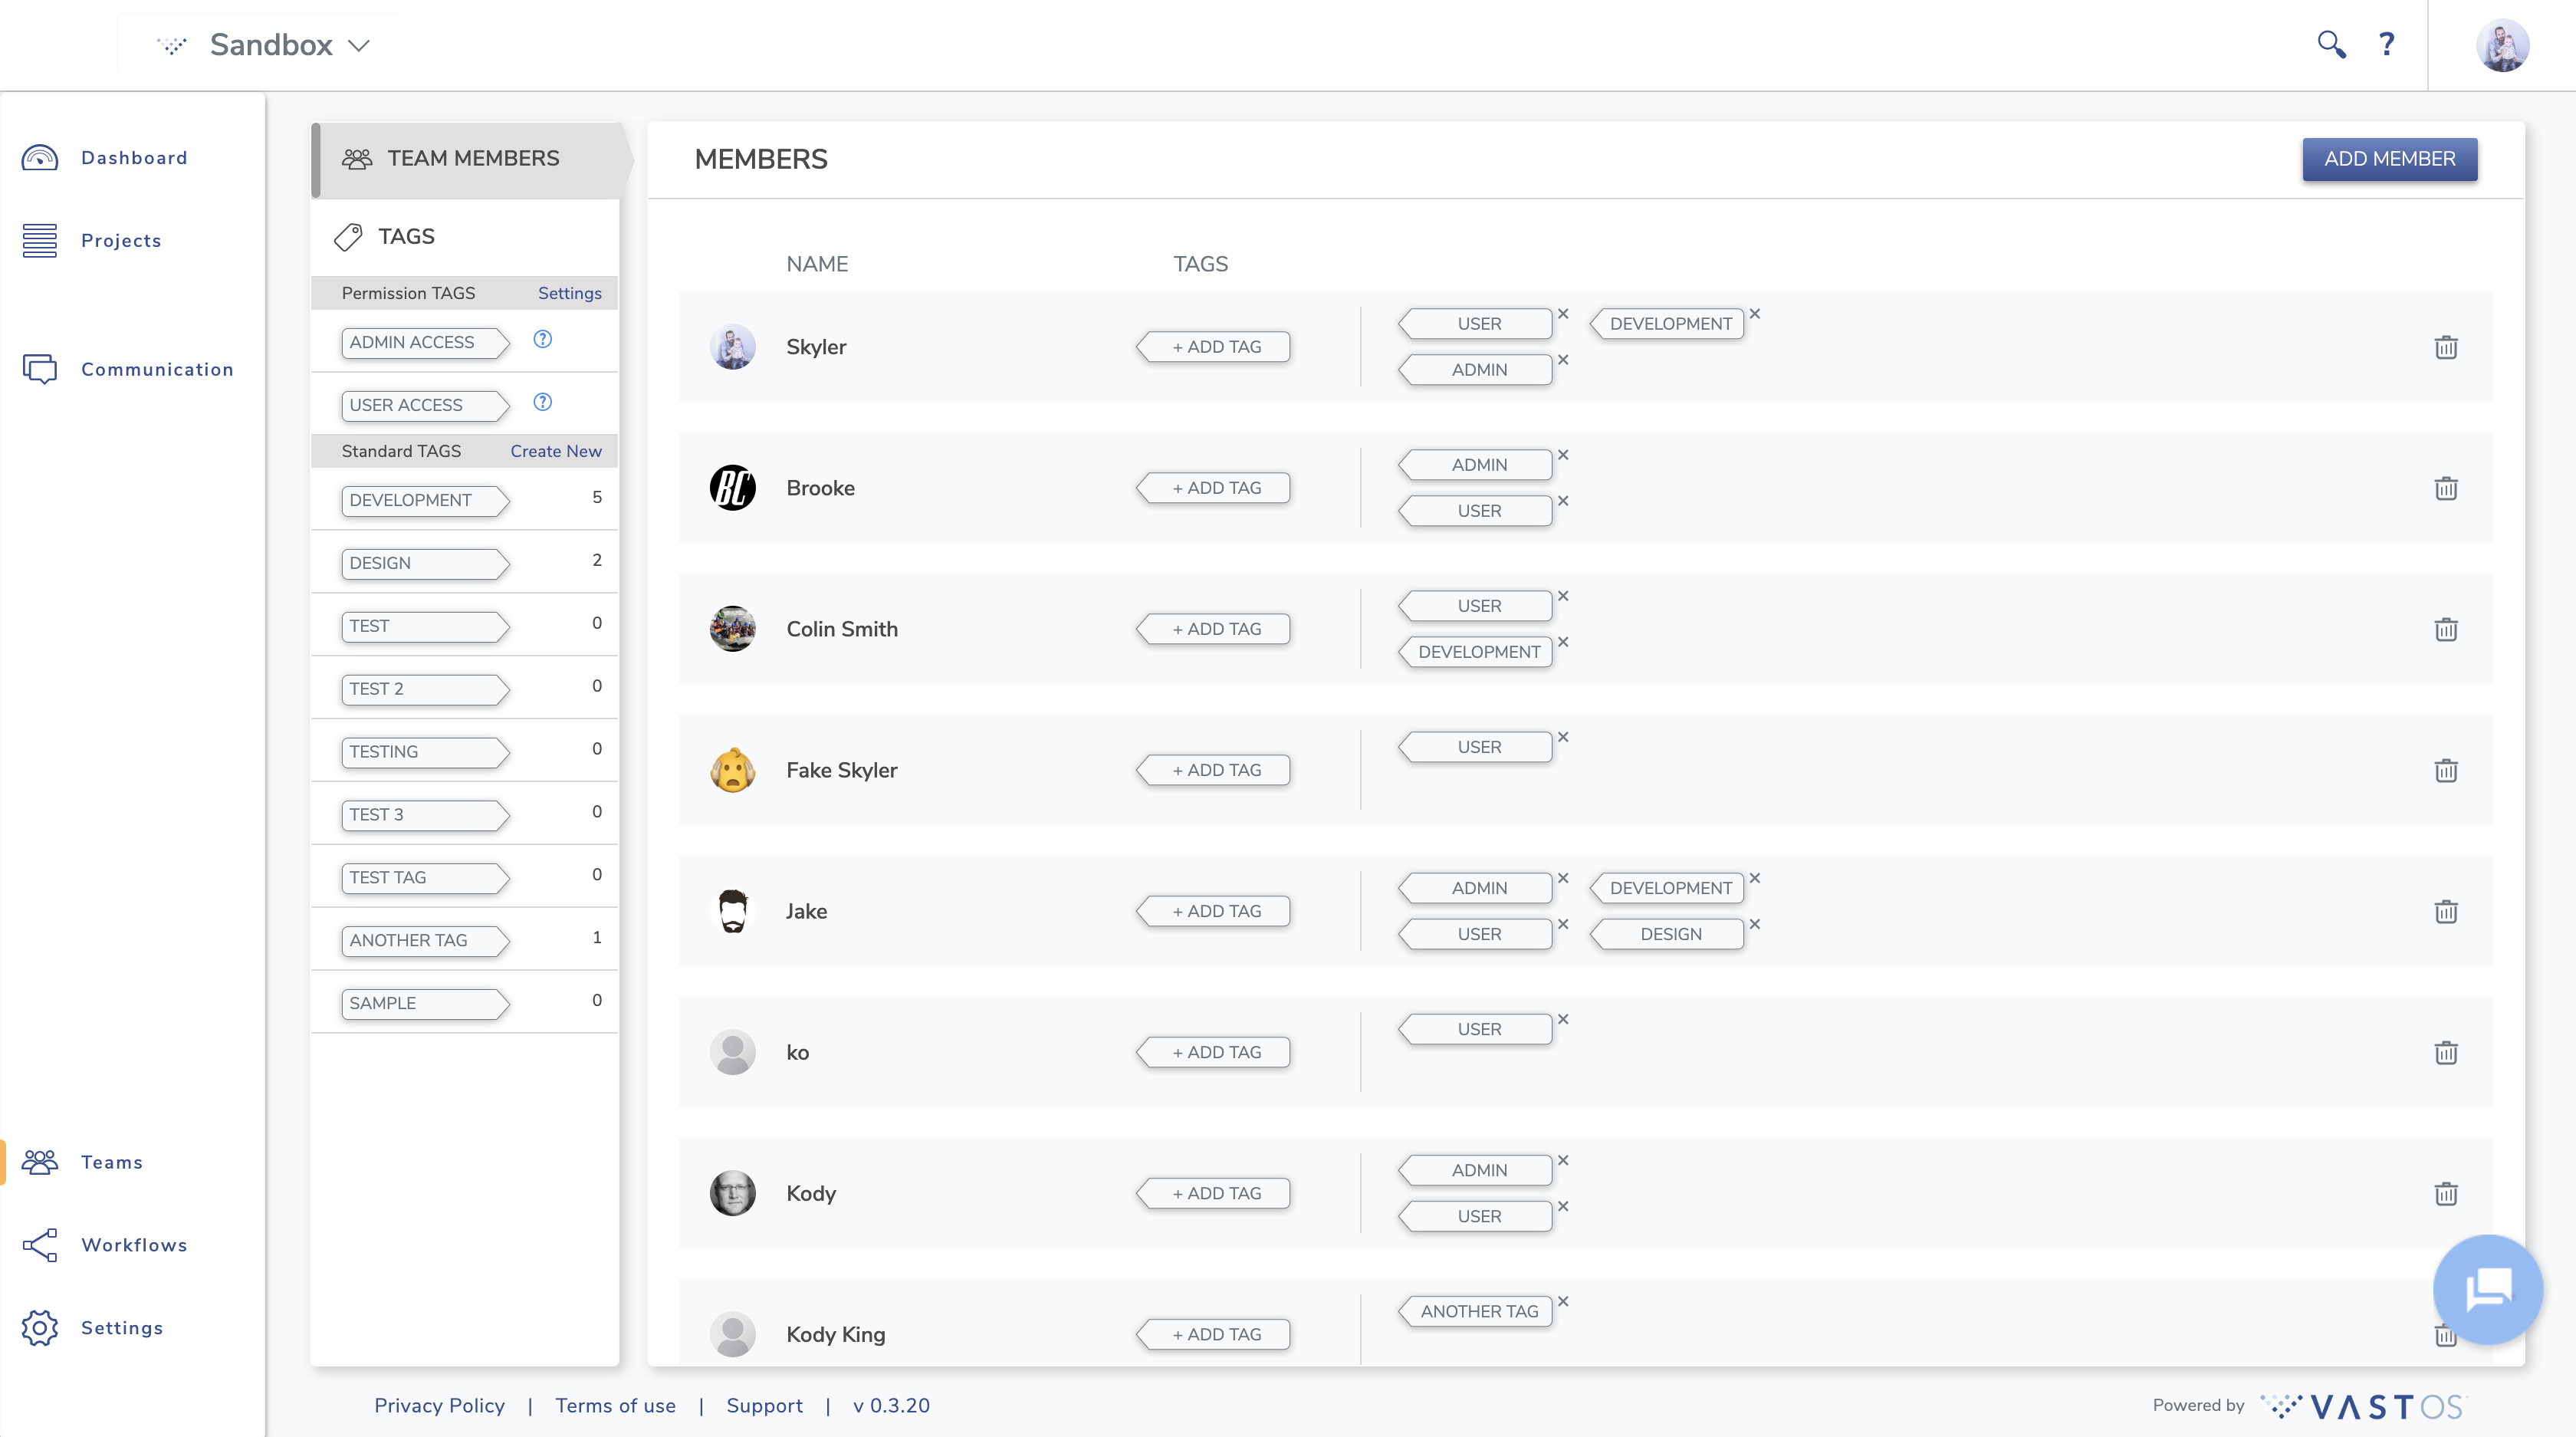 Sandbox
?
Dashboard
Projects
Communication
Teams
Workflows
Settings
TEAM MEMBERS
TAGS
Permission TAGS Settings
ADMIN ACCESS ?
USER ACCESS ?
Standard TAGS Create New
DEVELOPMENT 5
DESIGN 2
TEST 0
TEST 2 0
TESTING 0
TEST 3 0
TEST TAG 0
ANOTHER TAG 1
SAMPLE 0
MEMBERS
ADD MEMBER
NAME TAGS
Skyler + ADD TAG USER × DEVELOPMENT ×
ADMIN ×
BC Brooke + ADD TAG ADMIN ×
USER ×
Colin Smith + ADD TAG USER ×
DEVELOPMENT ×
Fake Skyler + ADD TAG USER ×
Jake + ADD TAG ADMIN × DEVELOPMENT ×
USER × DESIGN ×
ko + ADD TAG USER ×
Kody + ADD TAG ADMIN ×
USER ×
Kody King + ADD TAG ANOTHER TAG ×
Privacy Policy | Terms of use | Support | v 0.3.20
Powered by VASTOS